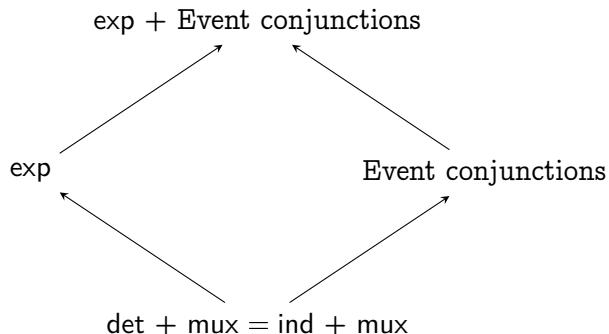 exp + Event conjunctions
exp
Event conjunctions
det + mux = ind + mux